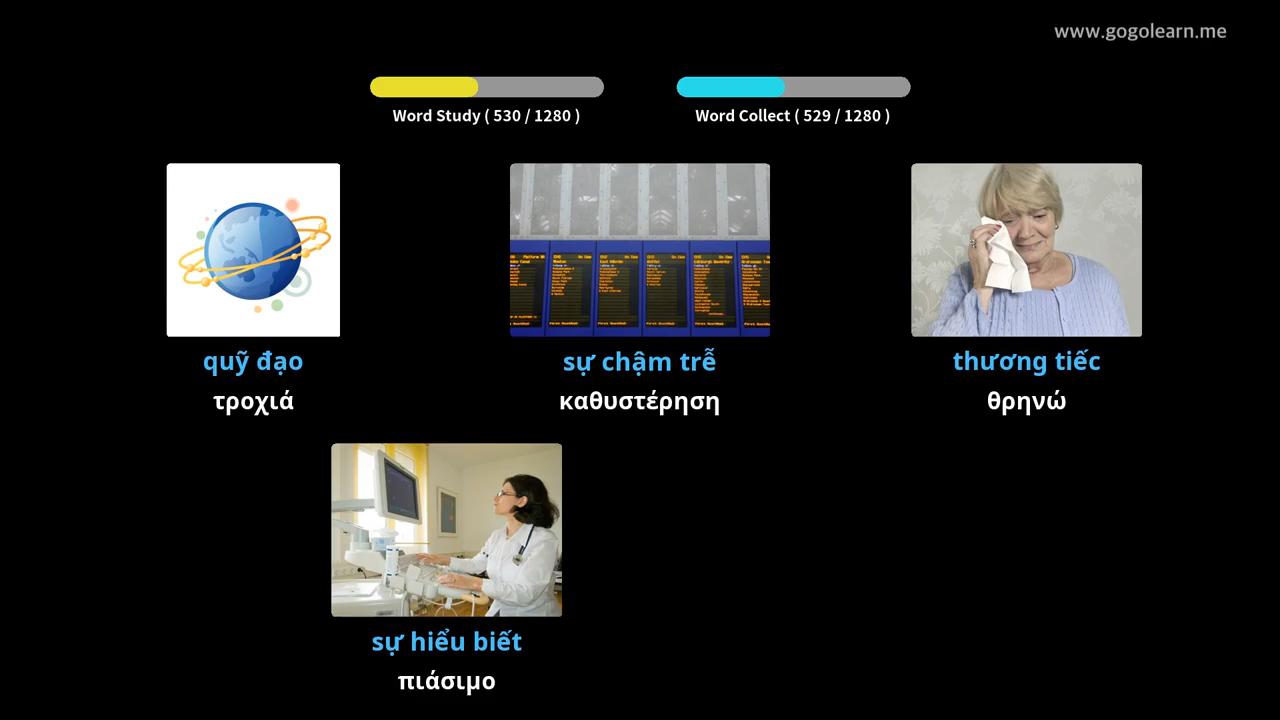 www.gogolearn.me
Word Study ( 530 / 1280 )
Word Collect ( 529 / 1280 )
quỹ đạo
τροχιά
sự chậm trễ
καθυστέρηση
thương tiếc
θρηνώ
sự hiểu biết
πιάσιμο